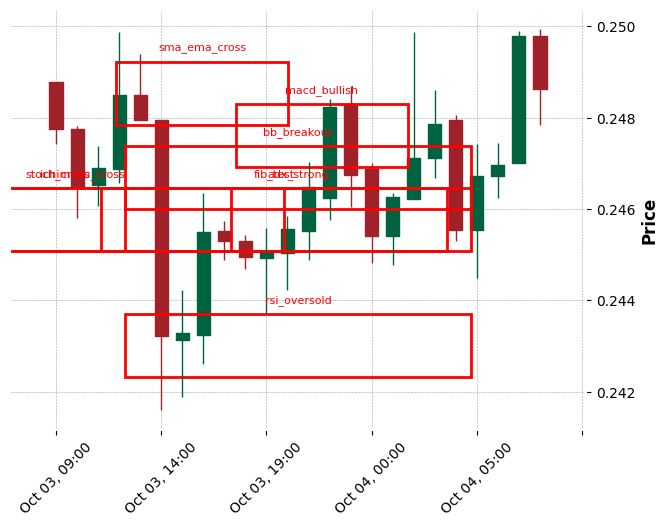 0.250
sma_ema_cross
macd_bullish
0.248
bb_breakout
0.246
Price
0.244
rsi_oversold
0.242
Oct 03, 09:00
Oct 03, 14:00
Oct 03, 19:00
Oct 04, 00:00
Oct 04, 05:00